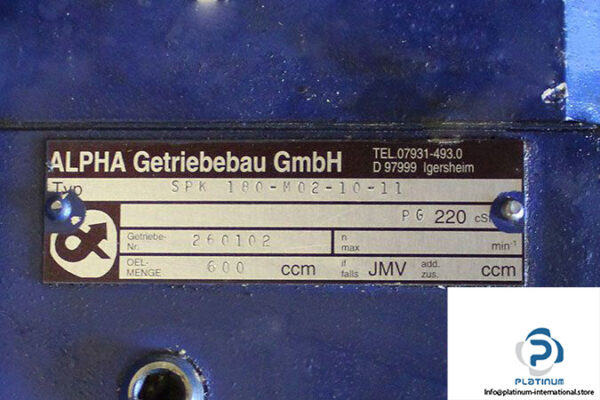 ALPHA Getriebebau GmbH
TEL.07931-493.0
D 97999 Igersheim
Typ SPK 180-M02-10-11
PG 220 cSt
Getriebe-Nr. 260102
n max min-1
OEL-MENGE 600 ccm
if falls JMV add. zus. ccm
PLATINUM
https://platinum-international.store